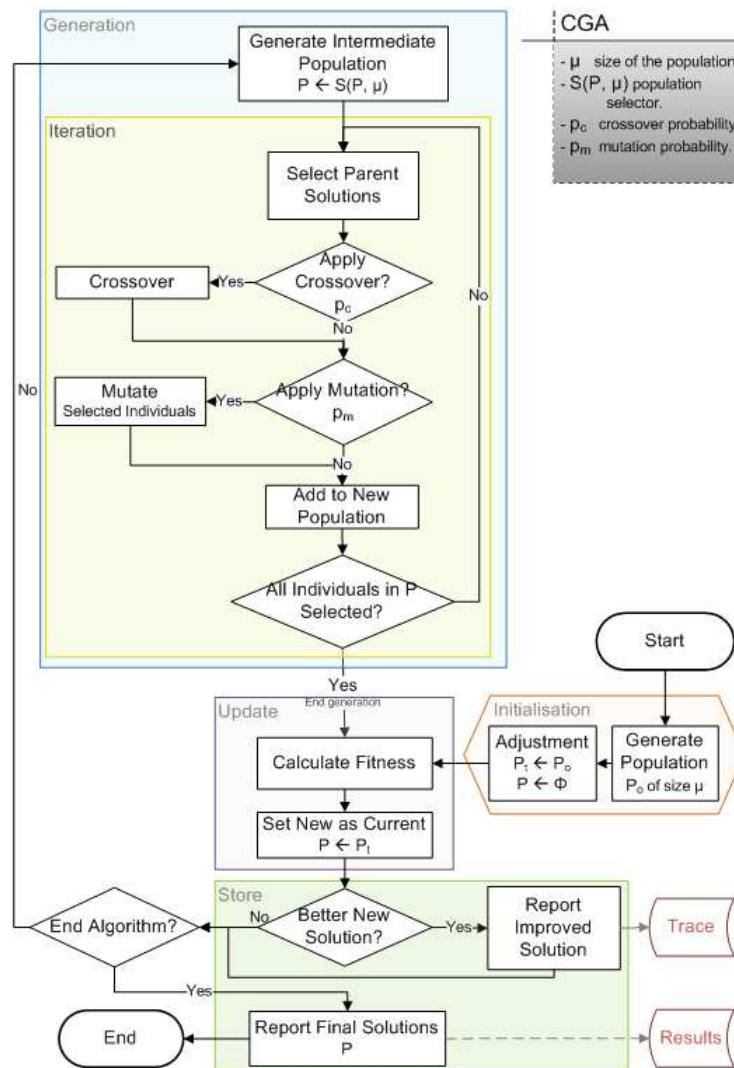 Generation
Generate Intermediate
Population
P ← S(P, μ)
CGA
- μ size of the population
- S(P, μ) population
selector.
- pc crossover probability
- pm mutation probability.
Iteration
Select Parent
Solutions
Apply
Crossover?
pc
Yes
Crossover
No
No
Apply Mutation?
pm
Yes
Mutate
Selected Individuals
No
No
Add to New
Population
All Individuals in P
Selected?
Yes
End generation
Start
Initialisation
Generate
Population
Po of size μ
Adjustment
Pt ← Po
P ← Φ
Update
Calculate Fitness
Set New as Current
P ← Pt
Store
Better New
Solution?
Yes
Report
Improved
Solution
Trace
No
End Algorithm?
Yes
Report Final Solutions
P
Results
End